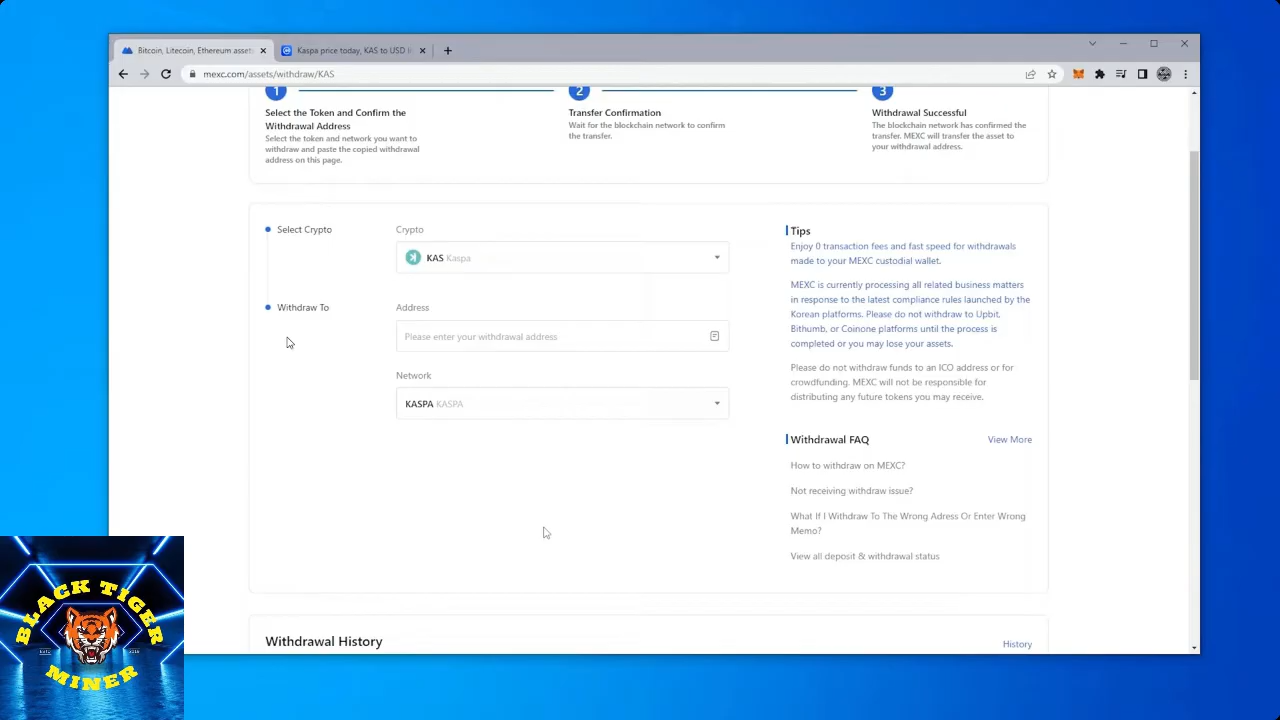 Bitcoin, Litecoin, Ethereum asset
Kaspa price today, KAS to USD
mexc.com/assets/withdraw/KAS
1
2
3
Select the Token and Confirm the
Withdrawal Address
Select the token and network you want to
withdraw and paste the copied withdrawal
address on this page.
Transfer Confirmation
Wait for the blockchain network to confirm
the transfer.
Withdrawal Successful
The blockchain network has confirmed the
transfer. MEXC will transfer the asset to
your withdrawal address.
Select Crypto
Crypto
KAS Kaspa
Withdraw To
Address
Please enter your withdrawal address
Network
KASPA KASPA
Tips
Enjoy 0 transaction fees and fast speed for withdrawals
made to your MEXC custodial wallet.
MEXC is currently processing all related business matters
in response to the latest compliance rules launched by the
Korean platforms. Please do not withdraw to Upbit,
Bithumb, or Coinone platforms until the process is
completed or you may lose your assets.
Please do not withdraw funds to an ICO address or for
crowdfunding. MEXC will not be responsible for
distributing any future tokens you may receive.
Withdrawal FAQ
View More
How to withdraw on MEXC?
Not receiving withdraw issue?
What If I Withdraw To The Wrong Adress Or Enter Wrong
Memo?
View all deposit & withdrawal status
Withdrawal History
History
BLACK TIGER
MINER